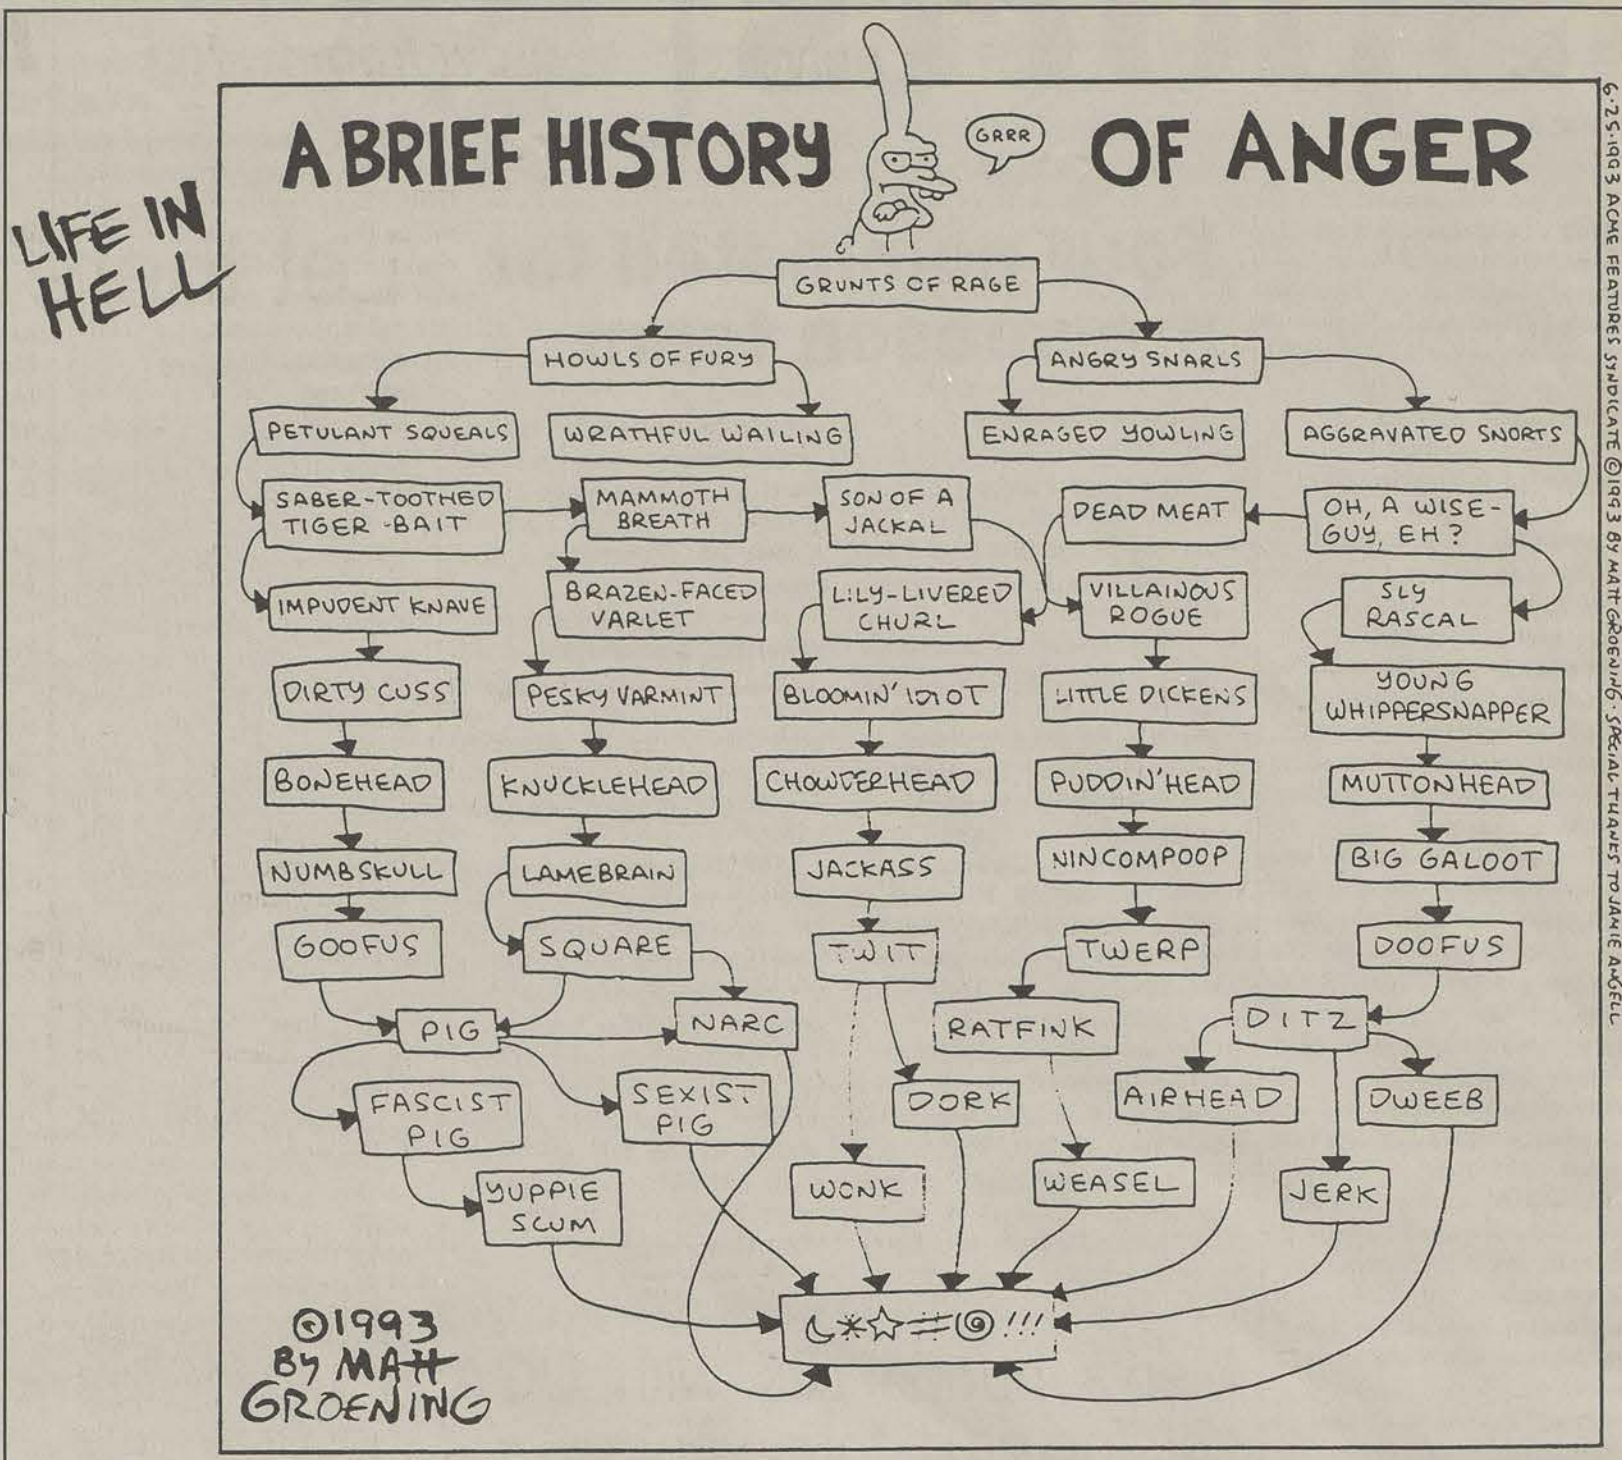 LIFE IN
HELL
A BRIEF HISTORY
OF ANGER
GRRR
GRUNTS OF RAGE
HOWLS OF FURY
ANGRY SNARLS
PETULANT SQUEALS
WRATHFUL WAILING
ENRAGED YOWLING
AGGRAVATED SNORTS
SABER-TOOTHED
TIGER-BAIT
MAMMOTH
BREATH
SON OF A
JACKAL
DEAD MEAT
OH, A WISE-
GUY, EH?
IMPUDENT KNAVE
BRAZEN-FACED
VARLET
LILY-LIVERED
CHURL
VILLAINOUS
ROGUE
SLY
RASCAL
DIRTY CUSS
PESKY VARMINT
BLOOMIN' IDIOT
LITTLE DICKENS
YOUNG
WHIPPERSNAPPER
BONEHEAD
KNUCKLEHEAD
CHOWDERHEAD
PUDDIN'HEAD
MUTTONHEAD
NUMBSKULL
LAMEBRAIN
JACKASS
NINCOMPOOP
BIG GALOOT
GOOFUS
SQUARE
TWIT
TWERP
DOOFUS
PIG
NARC
RATFINK
DITZ
FASCIST
PIG
SEXIST
PIG
DORK
AIRHEAD
DWEEB
YUPPIE
SCUM
WONK
WEASEL
JERK
☾*☆#@!!!
©1993
BY MATT
GROENING
6·25·1993 ACME FEATURES SYNDICATE ©1993 BY MATT GROENING · SPECIAL THANKS TO JAMIE ANGELL